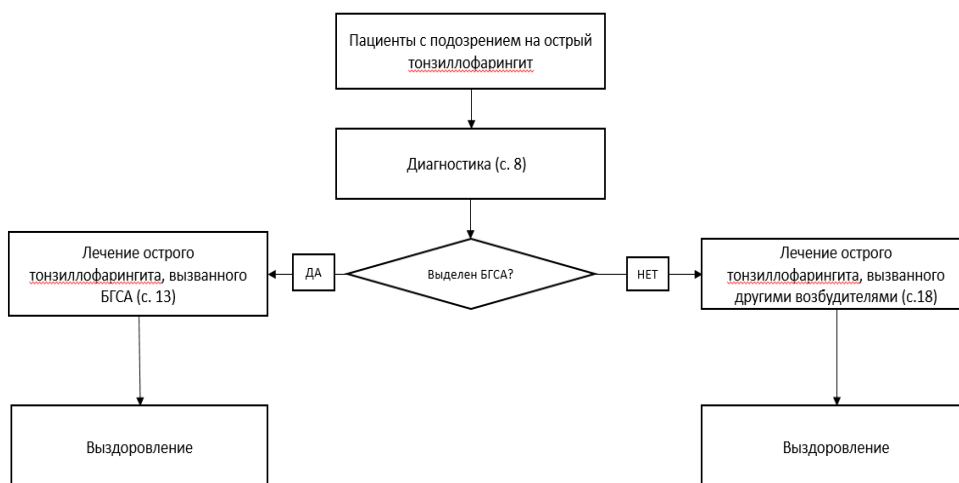 Пациенты с подозрением на острый
тонзиллофарингит
Диагностика (с. 8)
Лечение острого
тонзиллофарингита, вызванного
БГСА (с. 13)
ДА
Выделен БГСА?
НЕТ
Лечение острого
тонзиллофарингита, вызванного
другими возбудителями (с.18)
Выздоровление
Выздоровление